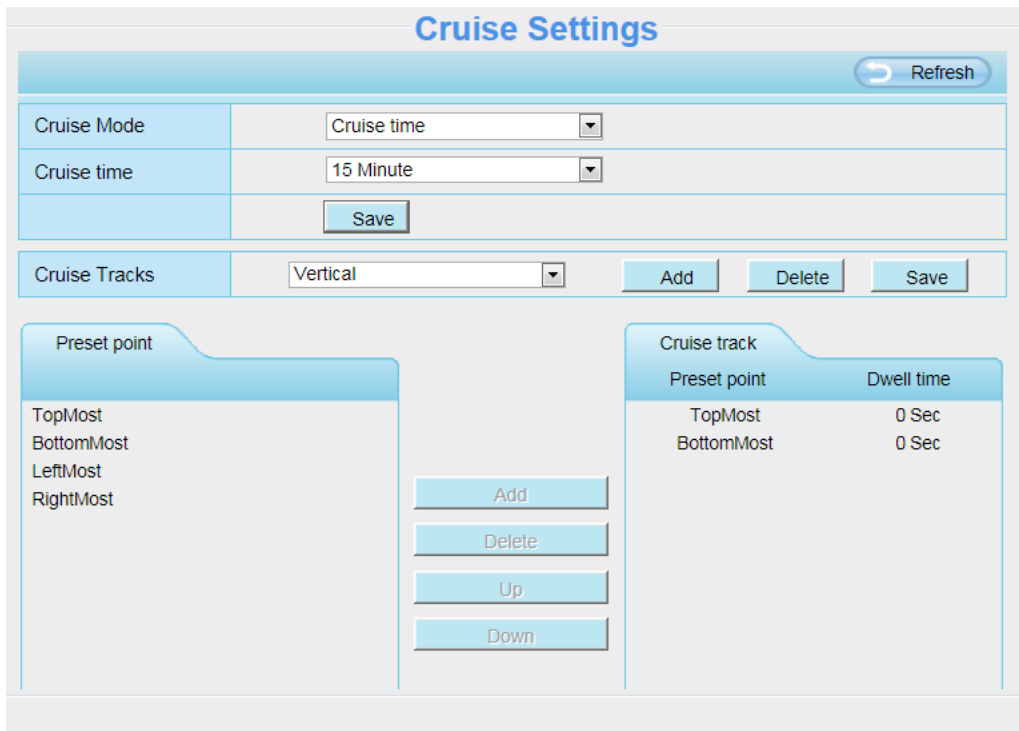 Cruise Settings
Refresh
Cruise Mode
Cruise time
Cruise time
15 Minute
Save
Cruise Tracks
Vertical
Add
Delete
Save
Preset point
TopMost
BottomMost
LeftMost
RightMost
Add
Delete
Up
Down
Cruise track
Preset point Dwell time
TopMost 0 Sec
BottomMost 0 Sec